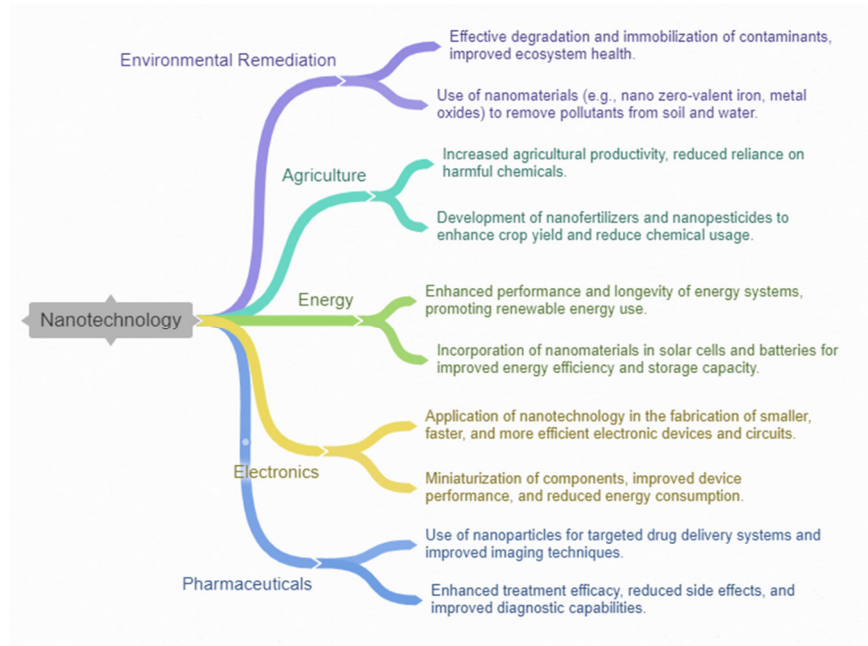 Environmental Remediation
Effective degradation and immobilization of contaminants,
improved ecosystem health.
Use of nanomaterials (e.g., nano zero-valent iron, metal
oxides) to remove pollutants from soil and water.
Agriculture
Increased agricultural productivity, reduced reliance on
harmful chemicals.
Development of nanofertilizers and nanopesticides to
enhance crop yield and reduce chemical usage.
Nanotechnology
Energy
Enhanced performance and longevity of energy systems,
promoting renewable energy use.
Incorporation of nanomaterials in solar cells and batteries for
improved energy efficiency and storage capacity.
Electronics
Application of nanotechnology in the fabrication of smaller,
faster, and more efficient electronic devices and circuits.
Miniaturization of components, improved device
performance, and reduced energy consumption.
Pharmaceuticals
Use of nanoparticles for targeted drug delivery systems and
improved imaging techniques.
Enhanced treatment efficacy, reduced side effects, and
improved diagnostic capabilities.